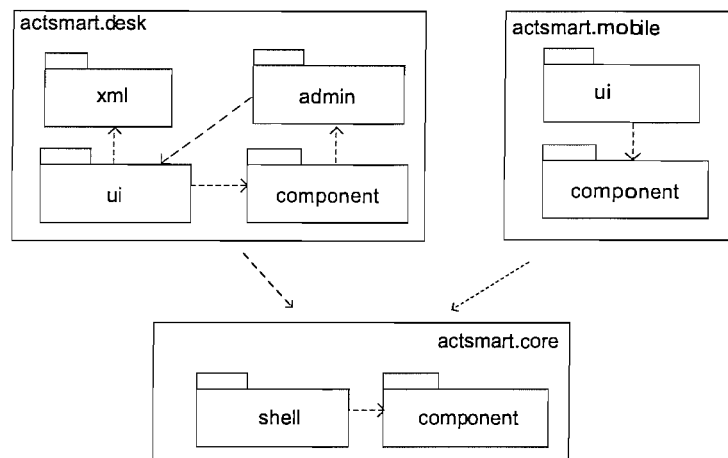 actsmart.desk
xml
admin
ui
component
actsmart.mobile
ui
component
actsmart.core
shell
component